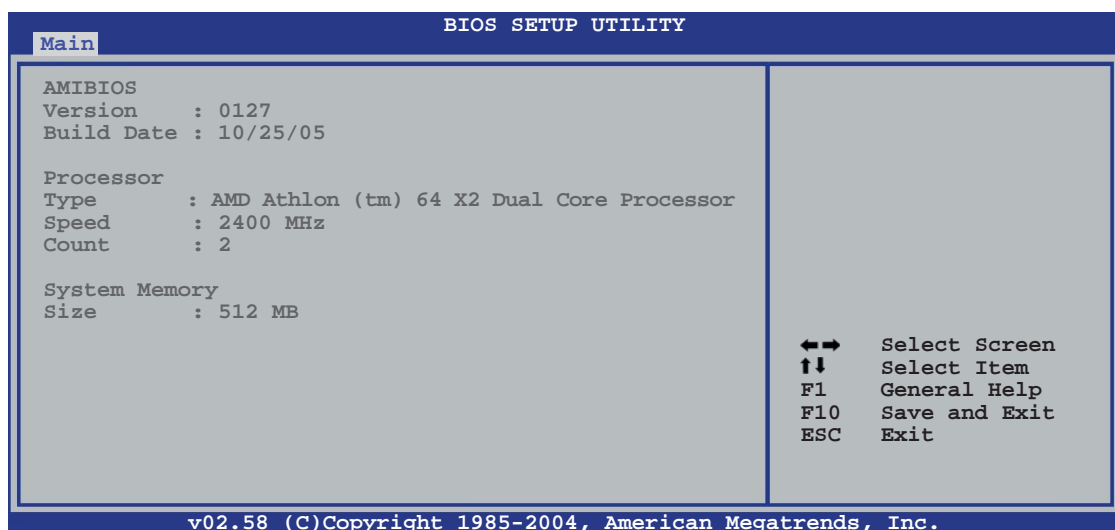 BIOS SETUP UTILITY
Main
AMIBIOS
Version : 0127
Build Date : 10/25/05
Processor
Type : AMD Athlon (tm) 64 X2 Dual Core Processor
Speed : 2400 MHz
Count : 2
System Memory
Size : 512 MB
←→ Select Screen
↑↓ Select Item
F1 General Help
F10 Save and Exit
ESC Exit
v02.58 (C)Copyright 1985-2004, American Megatrends, Inc.